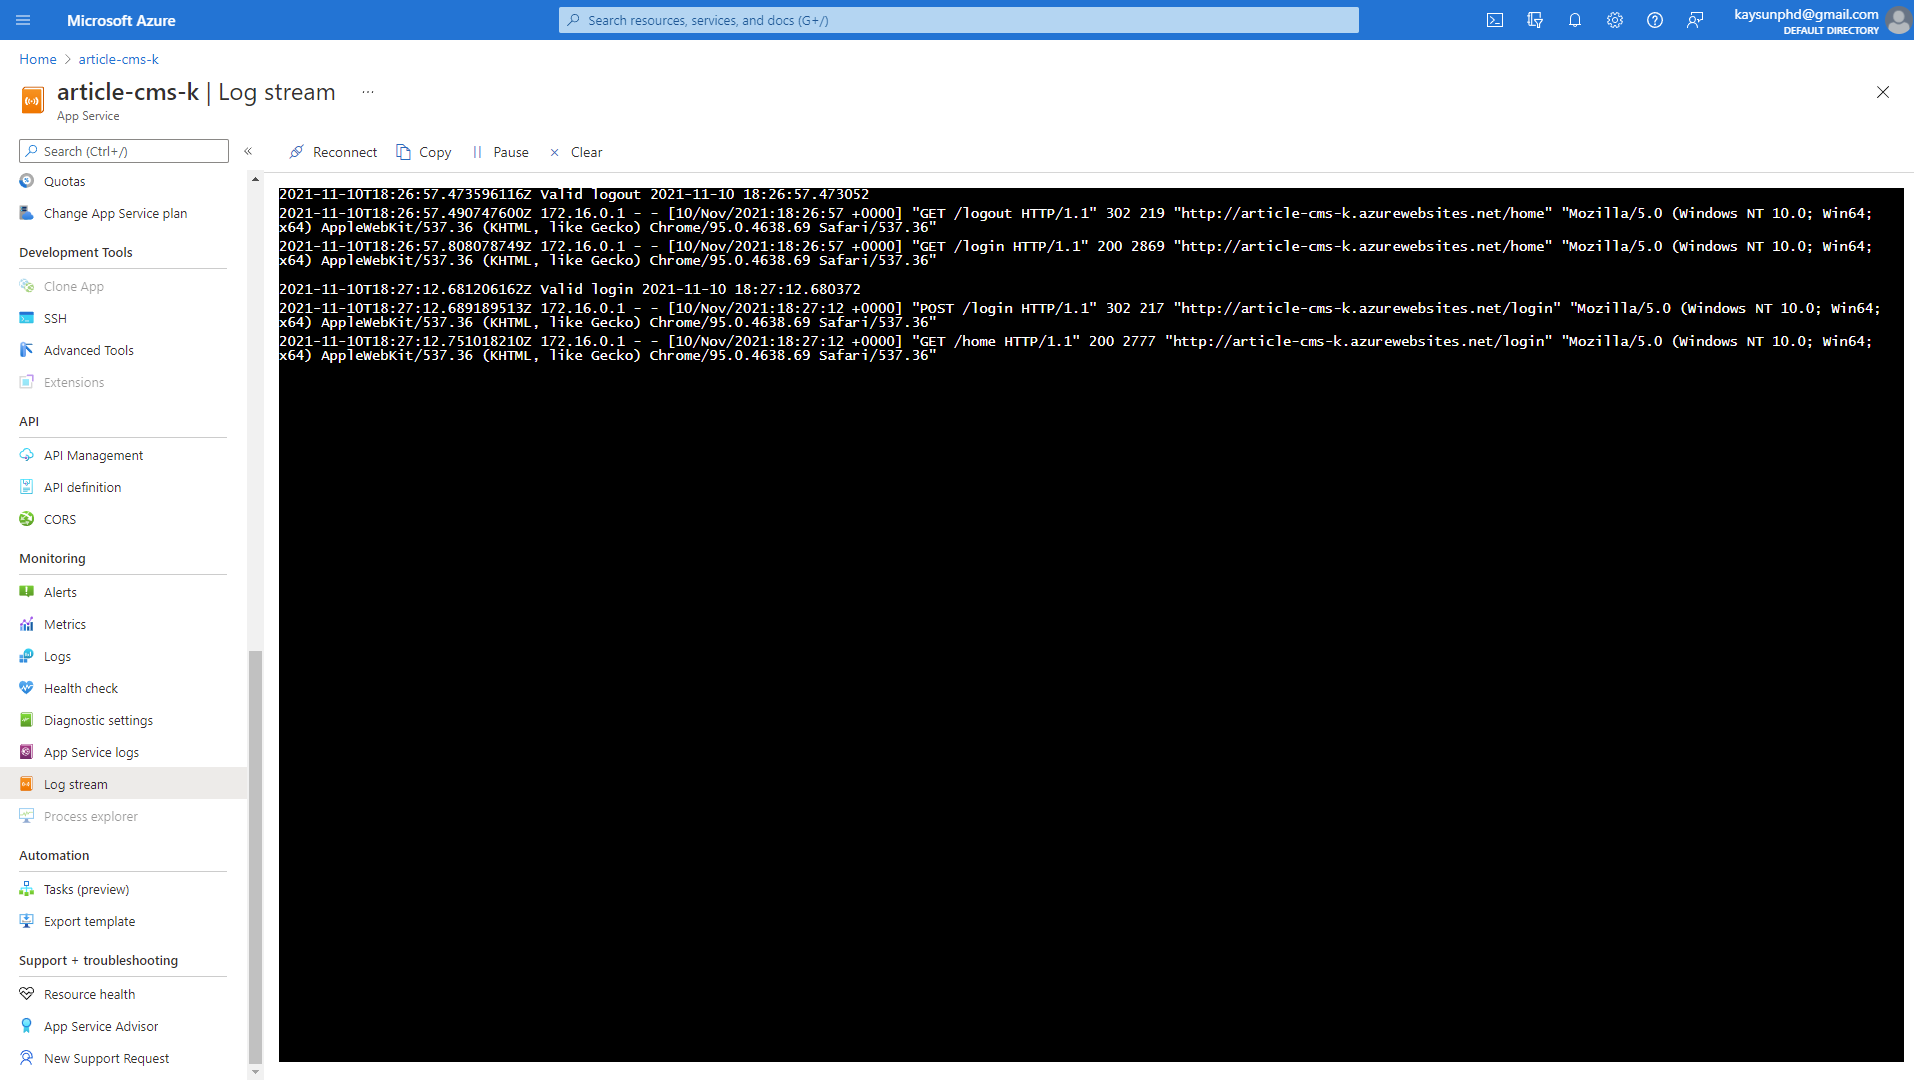 Microsoft Azure
Search resources, services, and docs (G+/)
kaysunphd@gmail.com
DEFAULT DIRECTORY
Home > article-cms-k
article-cms-k | Log stream ...
App Service
Search (Ctrl+/)
«
Reconnect
Copy
Pause
Clear
Quotas
Change App Service plan
Development Tools
Clone App
SSH
Advanced Tools
Extensions
API
API Management
API definition
CORS
Monitoring
Alerts
Metrics
Logs
Health check
Diagnostic settings
App Service logs
Log stream
Process explorer
Automation
Tasks (preview)
Export template
Support + troubleshooting
Resource health
App Service Advisor
New Support Request
2021-11-10T18:26:57.473596116Z Valid logout 2021-11-10 18:26:57.473052
2021-11-10T18:26:57.490747600Z 172.16.0.1 - - [10/Nov/2021:18:26:57 +0000] "GET /logout HTTP/1.1" 302 219 "http://article-cms-k.azurewebsites.net/home" "Mozilla/5.0 (Windows NT 10.0; Win64;
x64) AppleWebKit/537.36 (KHTML, like Gecko) Chrome/95.0.4638.69 Safari/537.36"
2021-11-10T18:26:57.808078749Z 172.16.0.1 - - [10/Nov/2021:18:26:57 +0000] "GET /login HTTP/1.1" 200 2869 "http://article-cms-k.azurewebsites.net/home" "Mozilla/5.0 (Windows NT 10.0; Win64;
x64) AppleWebKit/537.36 (KHTML, like Gecko) Chrome/95.0.4638.69 Safari/537.36"
2021-11-10T18:27:12.681206162Z Valid login 2021-11-10 18:27:12.680372
2021-11-10T18:27:12.689189513Z 172.16.0.1 - - [10/Nov/2021:18:27:12 +0000] "POST /login HTTP/1.1" 302 217 "http://article-cms-k.azurewebsites.net/login" "Mozilla/5.0 (Windows NT 10.0; Win64;
x64) AppleWebKit/537.36 (KHTML, like Gecko) Chrome/95.0.4638.69 Safari/537.36"
2021-11-10T18:27:12.751018210Z 172.16.0.1 - - [10/Nov/2021:18:27:12 +0000] "GET /home HTTP/1.1" 200 2777 "http://article-cms-k.azurewebsites.net/login" "Mozilla/5.0 (Windows NT 10.0; Win64;
x64) AppleWebKit/537.36 (KHTML, like Gecko) Chrome/95.0.4638.69 Safari/537.36"